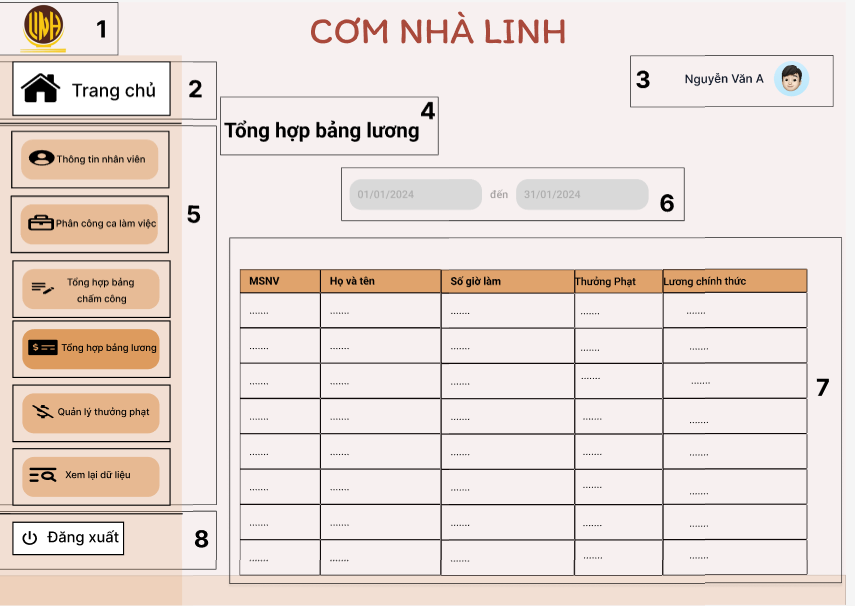 UDH
1
CƠM NHÀ LINH
Trang chủ
2
3
Nguyễn Văn A
4
Tổng hợp bảng lương
5
Thông tin nhân viên
Phân công ca làm việc
Tổng hợp bảng
chấm công
Tổng hợp bảng lương
Quản lý thưởng phạt
Xem lại dữ liệu
01/01/2024 đến 31/01/2024
6
MSNV Họ và tên Số giờ làm Thưởng Phạt Lương chính thức
....... ....... ....... ....... .......
....... ....... ....... ....... .......
....... ....... ....... ....... .......
....... ....... ....... ....... .......
....... ....... ....... ....... .......
....... ....... ....... ....... .......
....... ....... ....... ....... .......
....... ....... ....... ....... .......
7
Đăng xuất
8